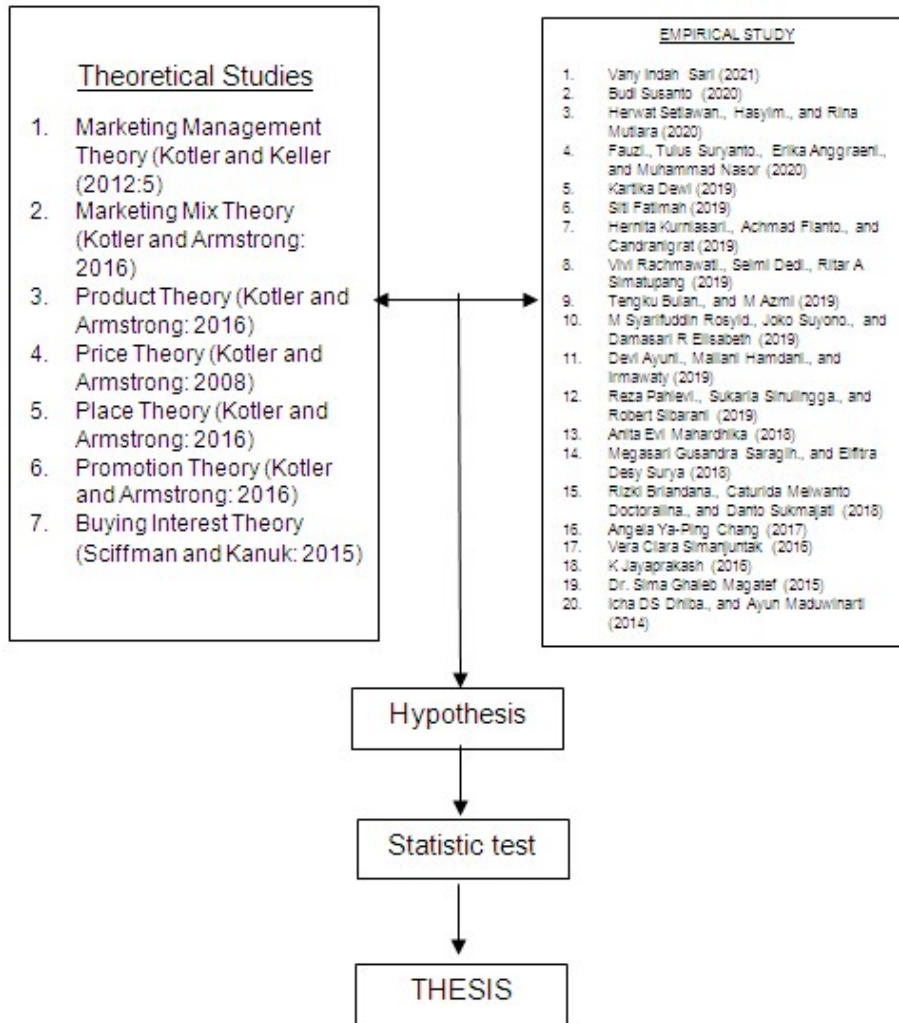 Theoretical Studies
1. Marketing Management
Theory (Kotler and Keller
(2012:5)
2. Marketing Mix Theory
(Kotler and Armstrong:
2016)
3. Product Theory (Kotler and
Armstrong: 2016)
4. Price Theory (Kotler and
Armstrong: 2008)
5. Place Theory (Kotler and
Armstrong: 2016)
6. Promotion Theory (Kotler
and Armstrong: 2016)
7. Buying Interest Theory
(Sciffman and Kanuk: 2015)
EMPIRICAL STUDY
1. Vany Indah Sari (2021)
2. Budi Susanto (2020)
3. Herwat Setiawan., Hasyim., and Rina
Mutiara (2020)
4. Fauzi., Tulus Suryanto., Erika Anggraeni.,
and Muhammad Nasor (2020)
5. Kartika Dewi (2019)
6. Siti Fatimah (2019)
7. Hernita Kurniasari., Achmad Fianto., and
Candranigrat (2019)
8. Vivi Rachmawati., Selmi Dedi., Ritar A
Simatupang (2019)
9. Tengku Bulan., and M Azmi (2019)
10. M Syarifuddin Rosyid., Joko Suyono., and
Damasari R Elisabeth (2019)
11. Devi Ayuni., Mailani Hamdani., and
Irmawaty (2019)
12. Reza Pahlevi., Sukaria Sinulingga., and
Robert Sibarani (2019)
13. Anita Evi Mahardhika (2018)
14. Megasari Gusandra Saragih., and Elfitra
Desy Surya (2018)
15. Rizki Briandana., Caturida Meiwanto
Doctoralina., and Danto Sukmajati (2018)
16. Angela Ya-Ping Chang (2017)
17. Vera Clara Simanjuntak (2016)
18. K Jayaprakash (2016)
19. Dr. Sima Ghaleb Magatef (2015)
20. Icha DS Dhiba., and Ayun Maduwinarti
(2014)
Hypothesis
Statistic test
THESIS